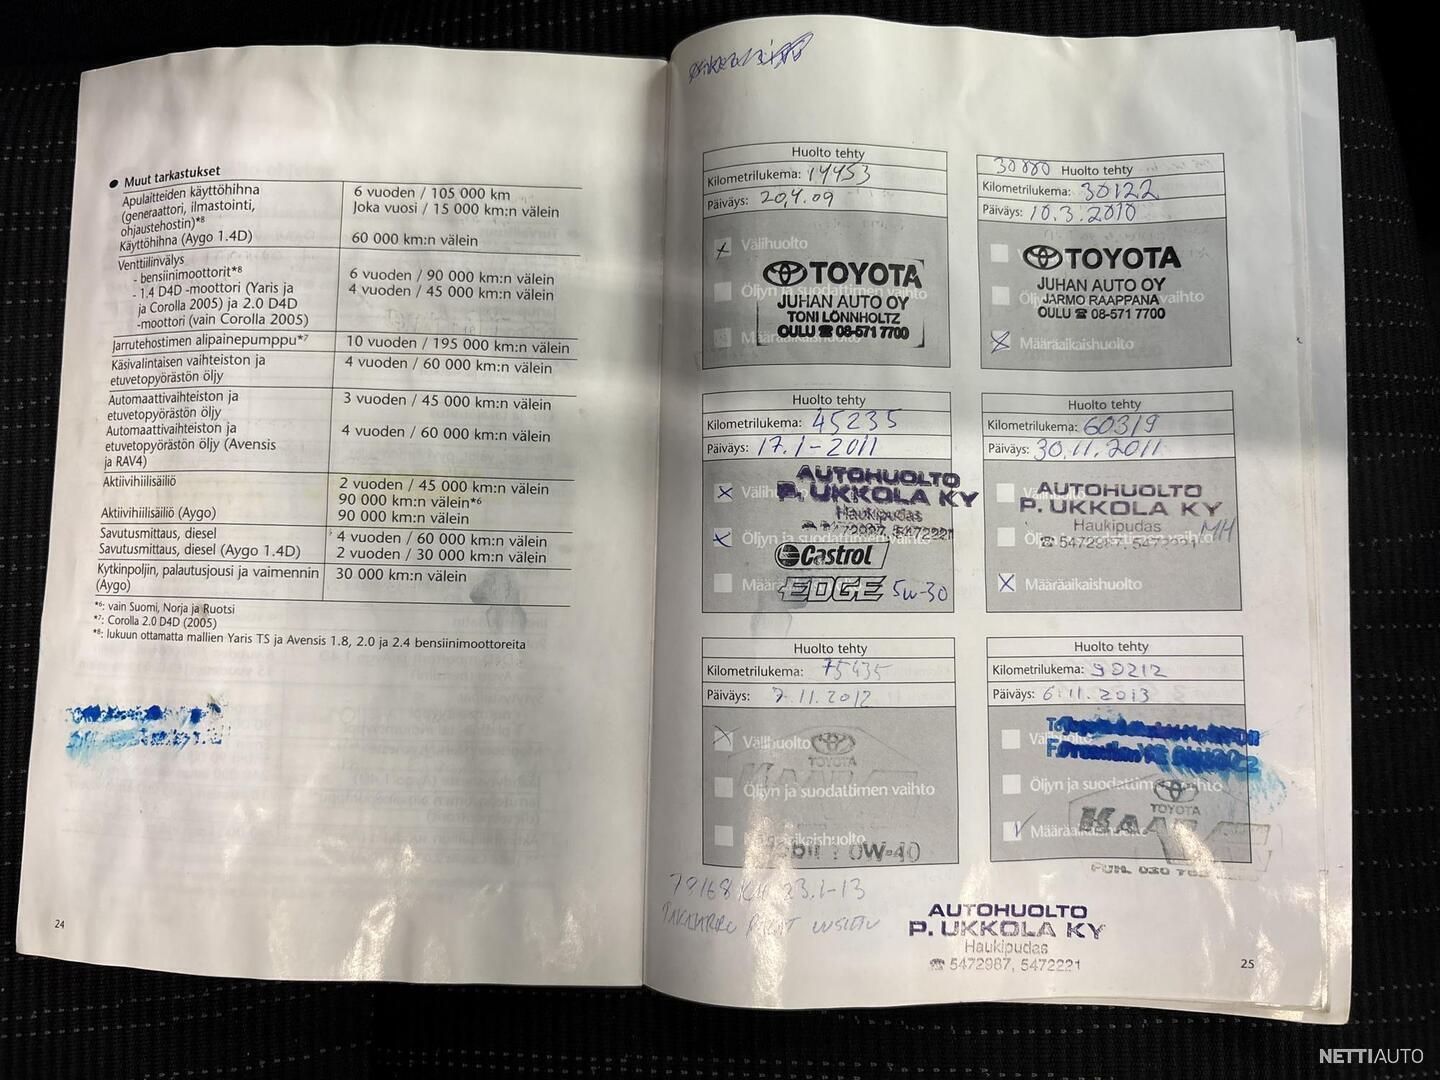 ● Muut tarkastukset
Apulaitteiden käyttöhihna
(generaattori, ilmastointi,
ohjaustehostin)*⁸
Käyttöhihna (Aygo 1.4D)
6 vuoden / 105 000 km
Joka vuosi / 15 000 km:n välein
60 000 km:n välein
Venttiilinvälys
- bensiinimoottorit*⁸
- 1.4 D4D -moottori (Yaris ja
ja Corolla 2005) ja 2.0 D4D
-moottori (vain Corolla 2005)
6 vuoden / 90 000 km:n välein
4 vuoden / 45 000 km:n välein
Jarrutehostimen alipainepumppu*⁷
10 vuoden / 195 000 km:n välein
Käsivalintaisen vaihteiston ja
etuvetopyörästön öljy
4 vuoden / 60 000 km:n välein
Automaattivaihteiston ja
etuvetopyörästön öljy
Automaattivaihteiston ja
etuvetopyörästön öljy (Avensis
ja RAV4)
3 vuoden / 45 000 km:n välein
4 vuoden / 60 000 km:n välein
Aktiivihiilisäiliö
Aktiivihiilisäiliö (Aygo)
2 vuoden / 45 000 km:n välein
90 000 km:n välein*⁶
90 000 km:n välein
Savutusmittaus, diesel
Savutusmittaus, diesel (Aygo 1.4D)
4 vuoden / 60 000 km:n välein
2 vuoden / 30 000 km:n välein
Kytkinpoljin, palautusjousi ja vaimennin
(Aygo)
30 000 km:n välein
*⁶: vain Suomi, Norja ja Ruotsi
*⁷: Corolla 2.0 D4D (2005)
*⁸: lukuun ottamatta mallien Yaris TS ja Avensis 1.8, 2.0 ja 2.4 bensiinimoottoreita
24
Huolto tehty
Kilometrilukema: 14453
Päiväys: 20.4.09
Välihuolto
Öljyn ja suodattimen vaihto
TOYOTA
JUHAN AUTO OY
TONI LÖNNHOLTZ
OULU ☎ 08-571 7700
30880 Huolto tehty
Kilometrilukema: 30122
Päiväys: 10.3.2010
TOYOTA
JUHAN AUTO OY
JARMO RAAPPANA
OULU ☎ 08-571 7700
Määräaikaishuolto
Huolto tehty
Kilometrilukema: 45235
Päiväys: 17.1-2011
AUTOHUOLTO
P. UKKOLA KY
Haukipudas
Öljyn ja suodattimen vaihto
Castrol
EDGE 5W-30
Huolto tehty
Kilometrilukema: 60319
Päiväys: 30.11.2011
AUTOHUOLTO
P. UKKOLA KY
Haukipudas
☎ 5472987, 5472221
MH
Määräaikaishuolto
Huolto tehty
Kilometrilukema: 75435
Päiväys: 7.11.2012
Välihuolto
TOYOTA
Öljyn ja suodattimen vaihto
Määräaikaishuolto
0W-40
Huolto tehty
Kilometrilukema: 90212
Päiväys: 6.11.2013
Välihuolto
Öljyn ja suodattimen vaihto
TOYOTA
Määräaikaishuolto
79168 KM 23.1-13
AUTOHUOLTO
P. UKKOLA KY
Haukipudas
☎ 5472987, 5472221
25
NETTIAUTO